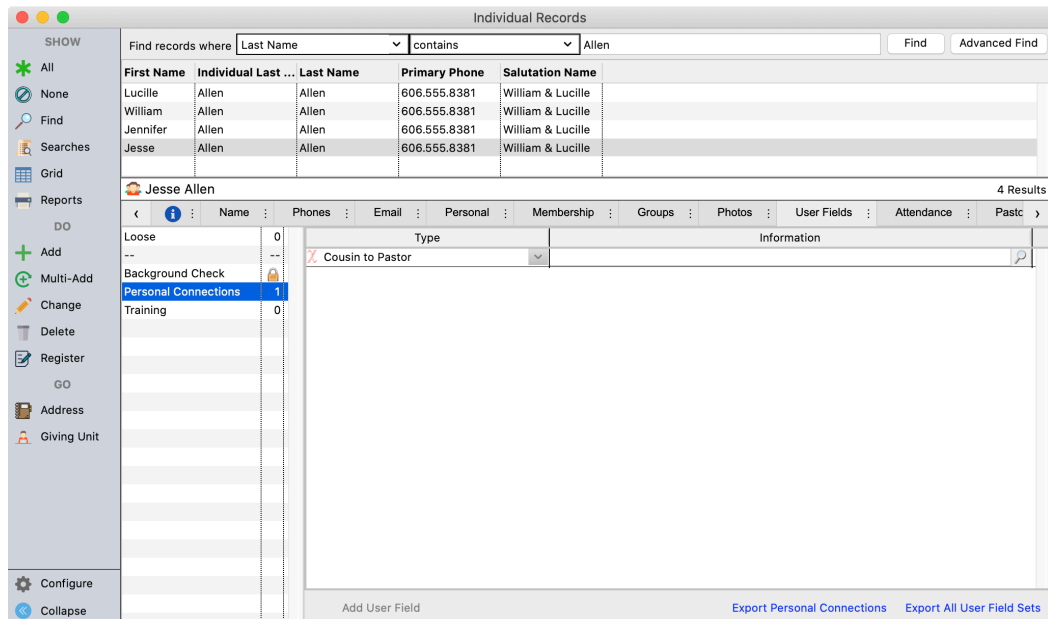 Individual Records
SHOW
All
None
Find
Searches
Grid
Reports
DO
Add
Multi-Add
Change
Delete
Register
GO
Address
Giving Unit
Configure
Collapse
Find records where Last Name contains Allen Find Advanced Find
First Name Individual Last ... Last Name Primary Phone Salutation Name
Lucille Allen Allen 606.555.8381 William & Lucille
William Allen Allen 606.555.8381 William & Lucille
Jennifer Allen Allen 606.555.8381 William & Lucille
Jesse Allen Allen 606.555.8381 William & Lucille
Jesse Allen 4 Results
Name Phones Email Personal Membership Groups Photos User Fields Attendance Pastc
Loose 0
-- --
Background Check
Personal Connections 1
Training 0
Type Information
Cousin to Pastor
Add User Field Export Personal Connections Export All User Field Sets